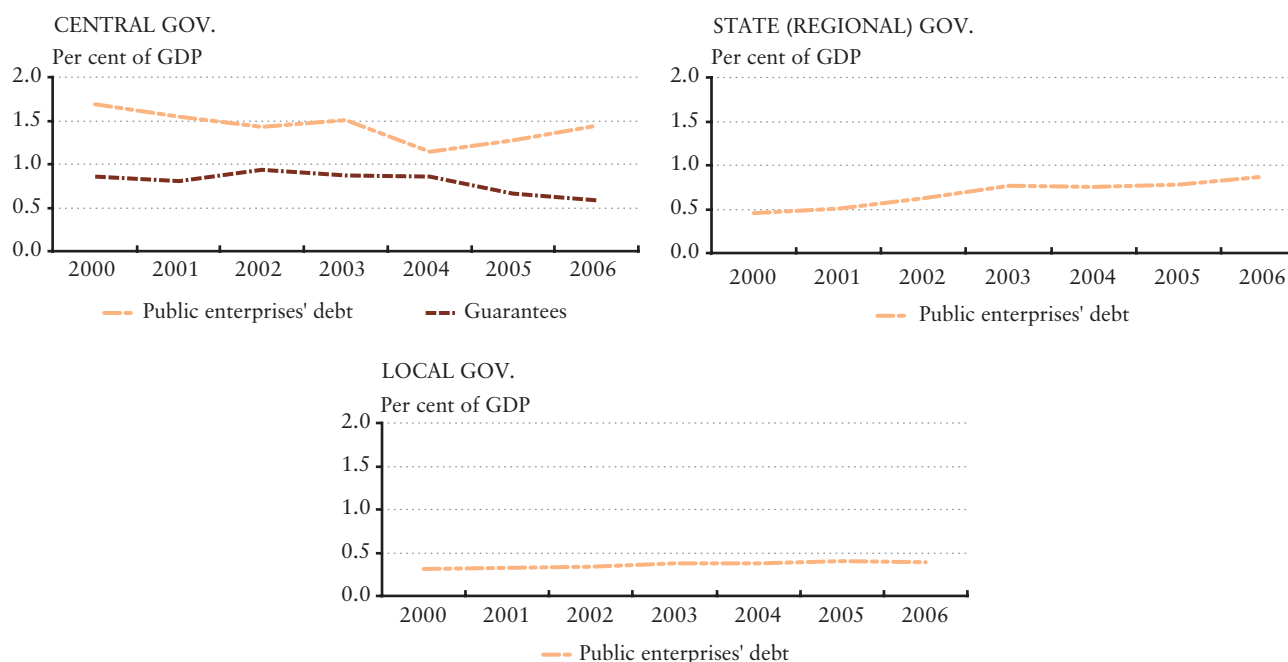 CENTRAL GOV.
Per cent of GDP
2.0
1.5
1.0
0.5
0.0
2000 2001 2002 2003 2004 2005 2006
Public enterprises' debt Guarantees
STATE (REGIONAL) GOV.
Per cent of GDP
2.0
1.5
1.0
0.5
0.0
2000 2001 2002 2003 2004 2005 2006
Public enterprises' debt
LOCAL GOV.
Per cent of GDP
2.0
1.5
1.0
0.5
0.0
2000 2001 2002 2003 2004 2005 2006
Public enterprises' debt